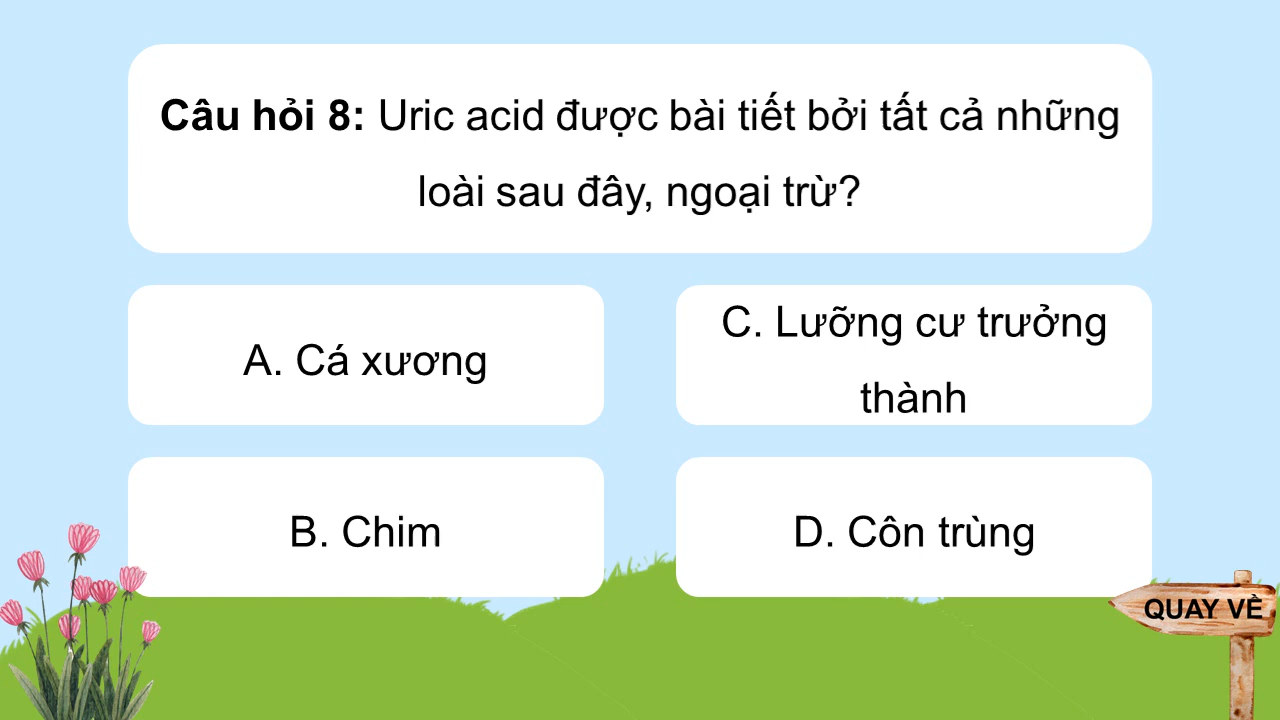 Câu hỏi 8: Uric acid được bài tiết bởi tất cả những
loài sau đây, ngoại trừ?
A. Cá xương
C. Lưỡng cư trưởng
thành
B. Chim
D. Côn trùng
QUAY VỀ